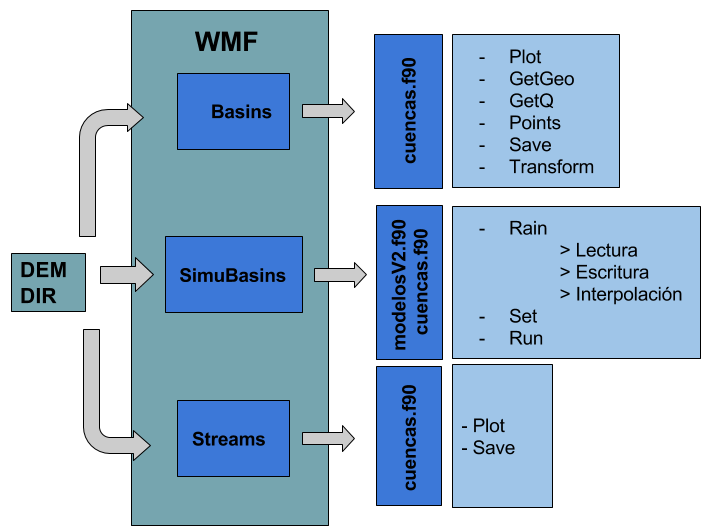 WMF
DEM
DIR
Basins
cuencas.f90
- Plot
- GetGeo
- GetQ
- Points
- Save
- Transform
SimuBasins
modelosV2.f90
cuencas.f90
- Rain
> Lectura
> Escritura
> Interpolación
- Set
- Run
Streams
cuencas.f90
- Plot
- Save